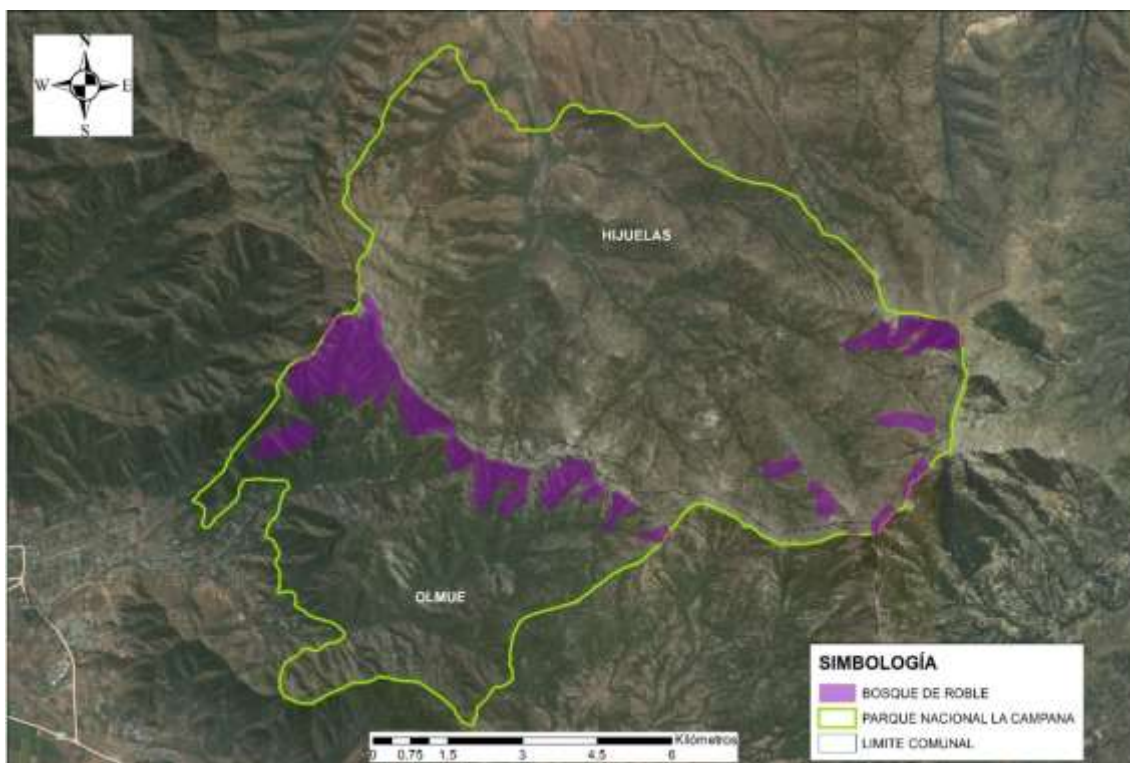 N
W E
S
HIJUELAS
OLMUE
SIMBOLOGÍA
BOSQUE DE ROBLE
PARQUE NACIONAL LA CAMPANA
LIMITE COMUNAL
Kilómetros
0 0.75 1.5 3 4.5 6